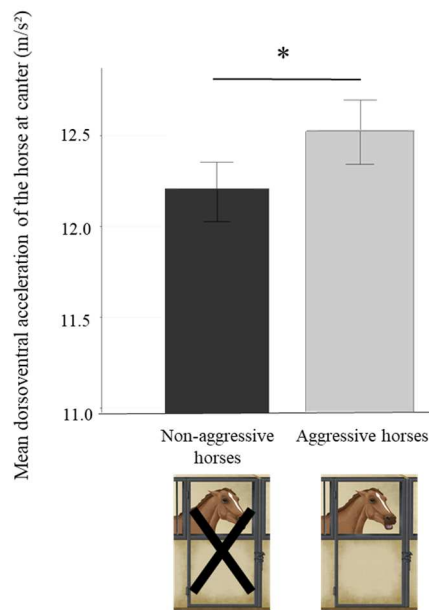 Mean dorsoventral acceleration of the horse at canter (m/s²)
*
12.5
12.0
11.5
11.0
Non-aggressive
horses
Aggressive horses